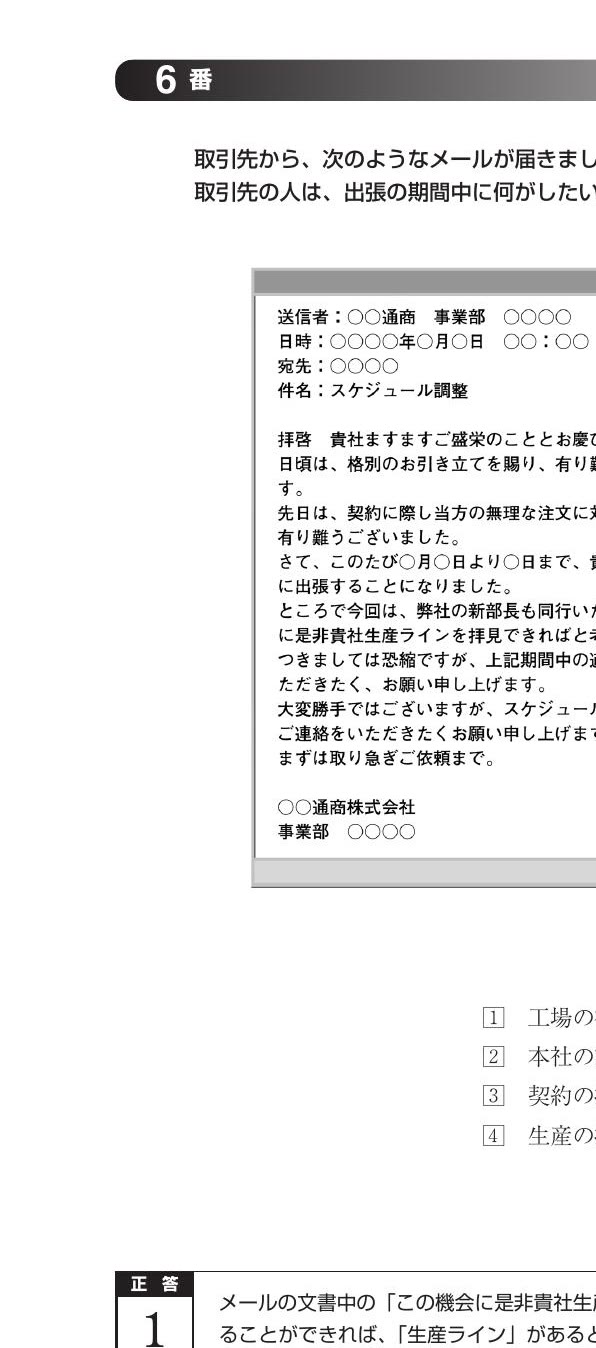 6 番
取引先から、次のようなメールが届きまし
取引先の人は、出張の期間中に何がしたい
送信者：○○通商　事業部　○○○○
日時：○○○○年○月○日　○○：○○
宛先：○○○○
件名：スケジュール調整
拝啓　貴社ますますご盛栄のこととお慶び
日頃は、格別のお引き立てを賜り、有り難
す。
先日は、契約に際し当方の無理な注文に対
有り難うございました。
さて、このたび○月○日より○日まで、貴
に出張することになりました。
ところで今回は、弊社の新部長も同行いた
に是非貴社生産ラインを拝見できればと考
つきましては恐縮ですが、上記期間中の適
ただきたく、お願い申し上げます。
大変勝手ではございますが、スケジュール
ご連絡をいただきたくお願い申し上げます
まずは取り急ぎご依頼まで。
○○通商株式会社
事業部　○○○○
1　工場の
2　本社の
3　契約の
4　生産の
正 答
1
メールの文書中の「この機会に是非貴社生産
ることができれば、「生産ライン」があると